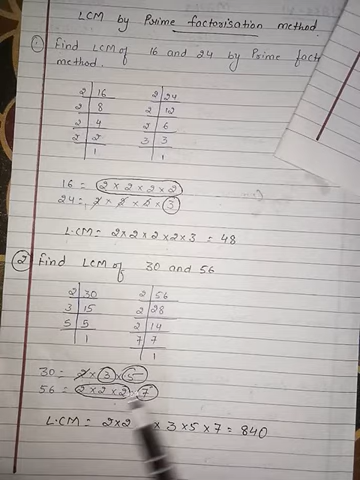 LCM by Prime factorisation method
① Find LCM of 16 and 24 by Prime
method.
2 | 16 2 | 24
2 | 8 2 | 12
2 | 4 2 | 6
2 | 2 3 | 3
1 1
16 = 2 × 2 × 2 × 2
24 = 2 × 2 × 2 × 3
L.CM = 2×2×2×2×3 = 48
② Find LCM of 30 and 56
2 | 30 2 | 56
3 | 15 2 | 28
5 | 5 2 | 14
1 7 | 7
1
30 = 2 × 3 × 5
56 = 2 × 2 × 2 7
L.CM = 2×2 × 3×5×7 = 840